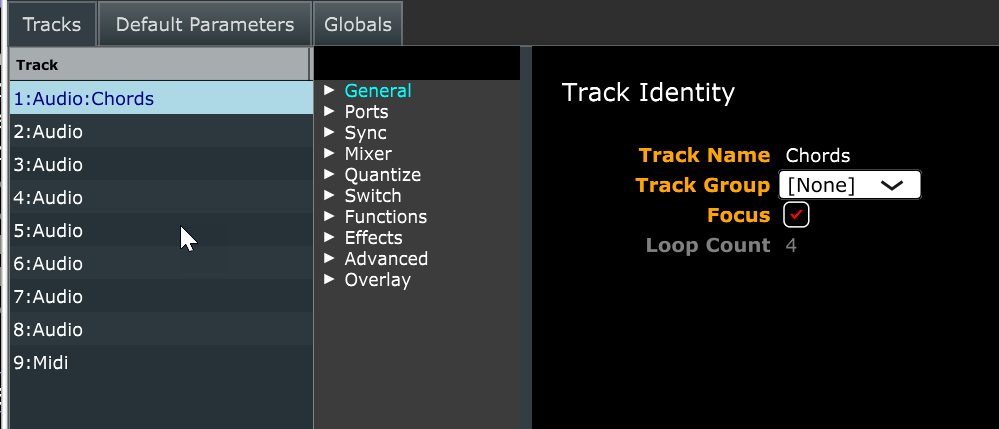 Tracks Default Parameters Globals
Track
1:Audio:Chords
2:Audio
3:Audio
4:Audio
5:Audio
6:Audio
7:Audio
8:Audio
9:Midi
General
Ports
Sync
Mixer
Quantize
Switch
Functions
Effects
Advanced
Overlay
Track Identity
Track Name Chords
Track Group [None]
Focus
Loop Count 4